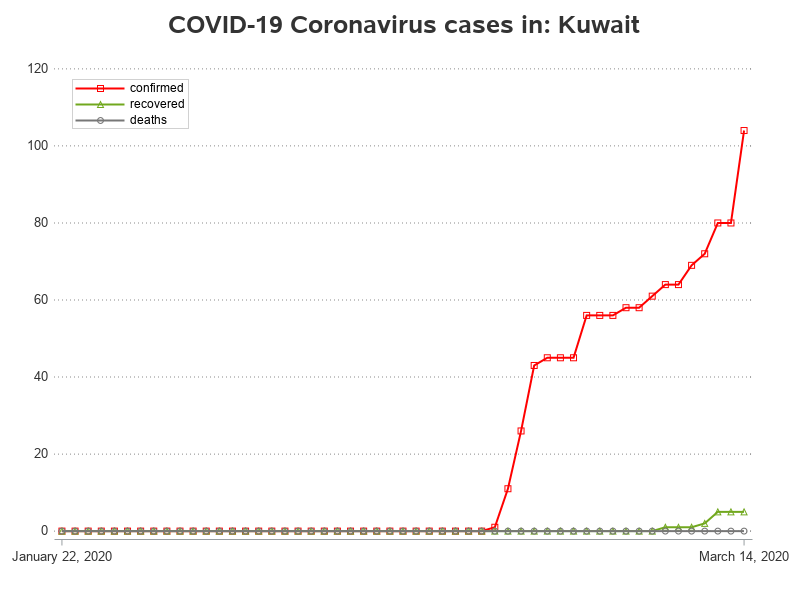 COVID-19 Coronavirus cases in: Kuwait
120
confirmed
recovered
deaths
100
80
60
40
20
0
January 22, 2020
March 14, 2020